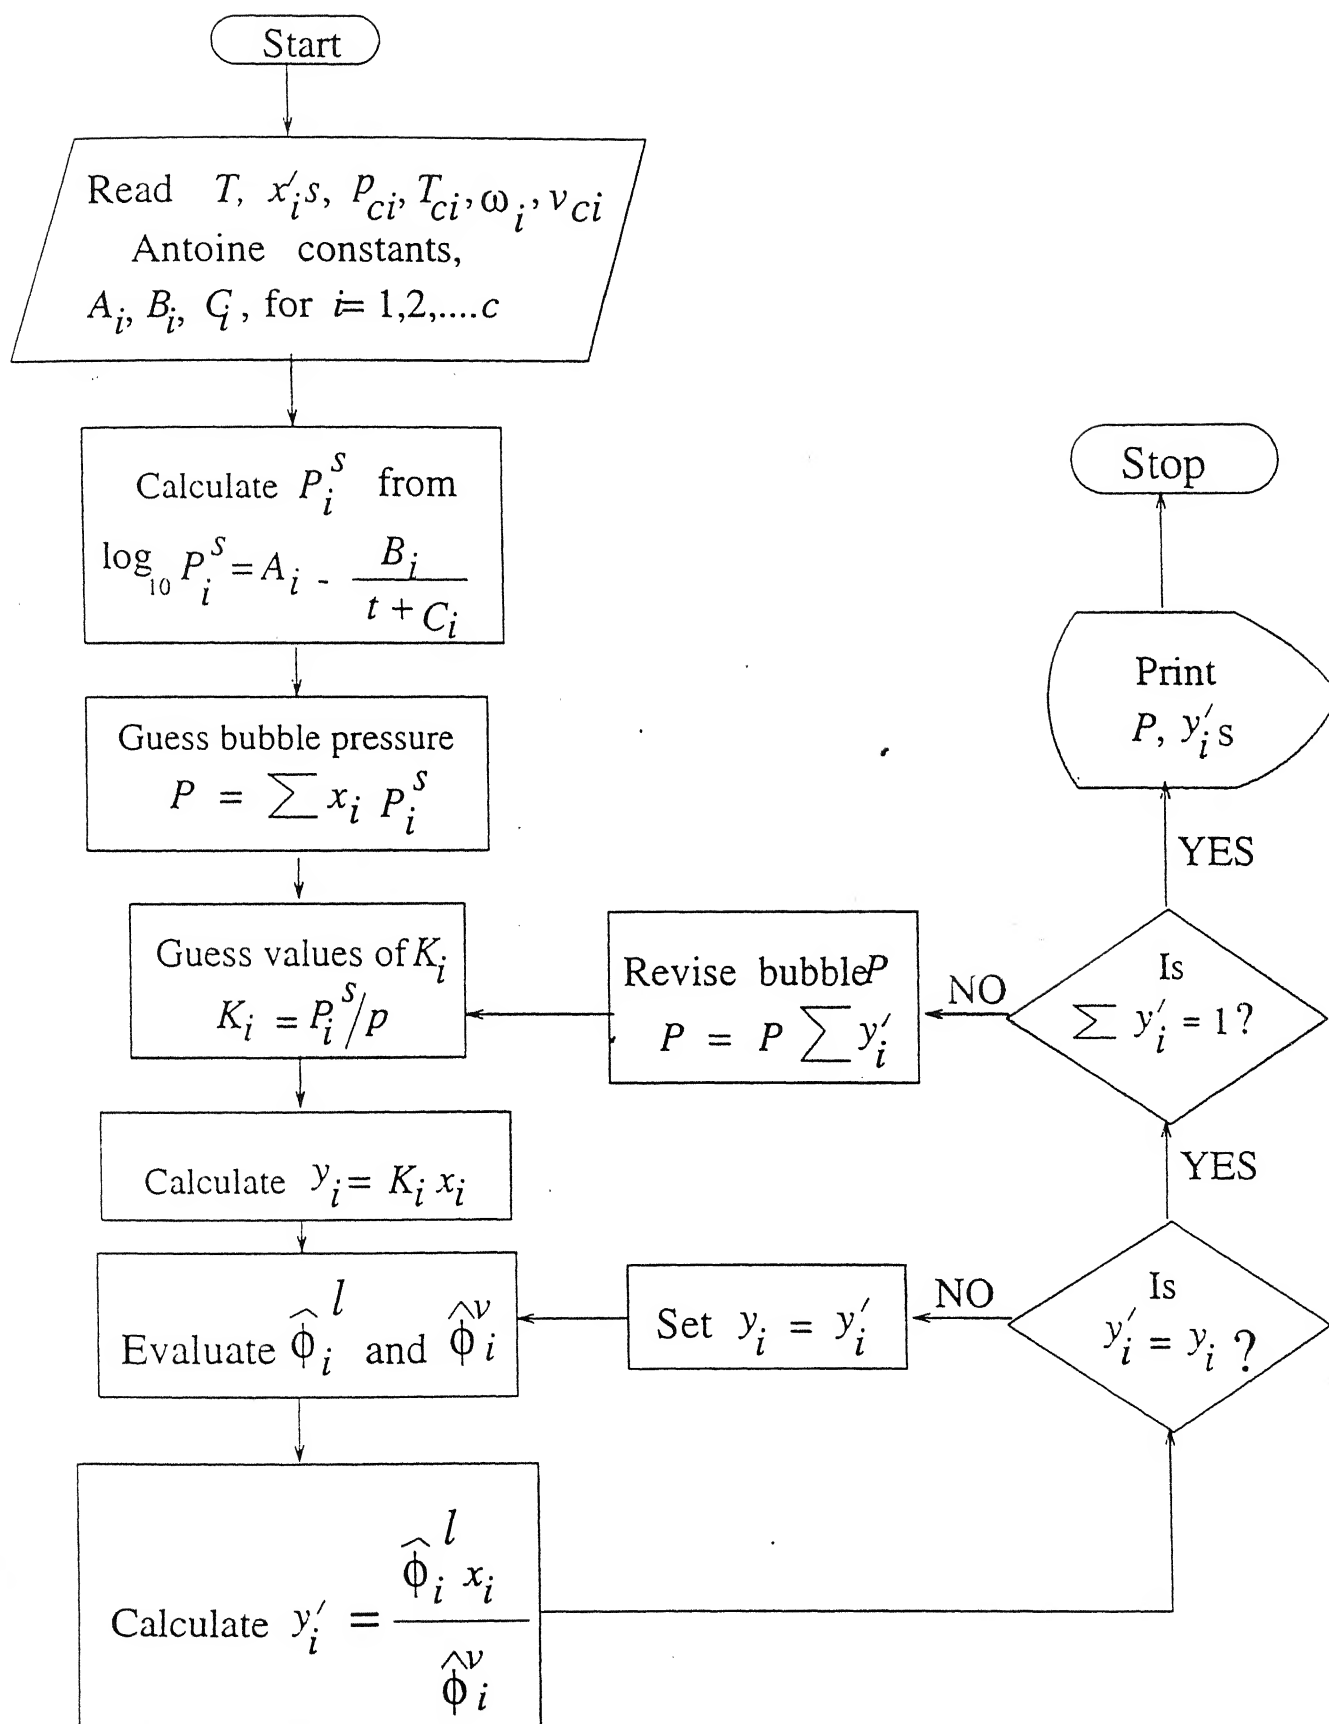 Start
Read T, x′ᵢs, p_ci, T_ci, ω_i, v_ci
Antoine constants,
A_i, B_i, C_i, for i= 1,2,....c
Calculate P_i^s from
log₁₀ P_i^s = A_i - B_i / (t + C_i)
Guess bubble pressure
P = ∑ x_i P_i^s
Guess values of K_i
K_i = P_i^s/p
Calculate y_i = K_i x_i
Evaluate ϕ̂_i^l and ϕ̂_i^v
Calculate y′_i = ϕ̂_i^l x_i / ϕ̂_i^v
Is
y′_i = y_i ?
NO
Set y_i = y′_i
YES
Is
∑ y′_i = 1?
NO
Revise bubble P
P = P ∑ y′_i
YES
Print
P, y′_i s
Stop